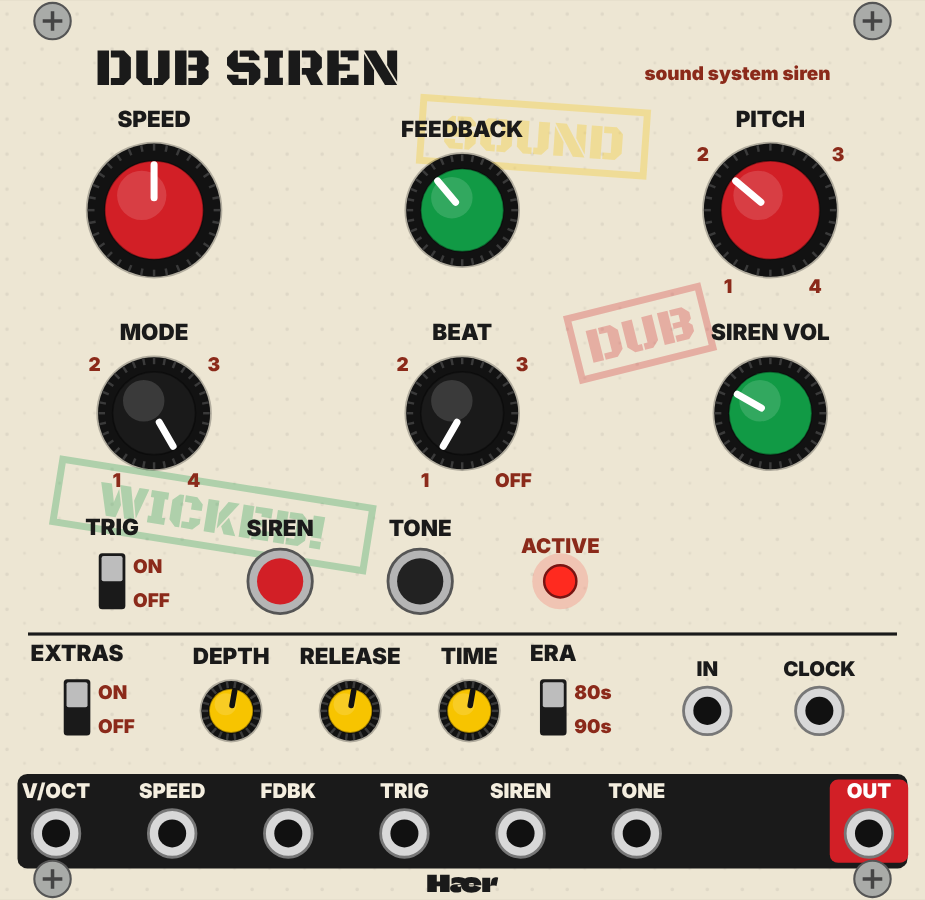 DUB SIREN
sound system siren
SOUND
SPEED
FEEDBACK
PITCH
2 3
1 4
DUB
MODE
BEAT
SIREN VOL
2 3
2 3
1 4
1 OFF
WICKED!
TRIG
SIREN
TONE
ACTIVE
ON
OFF
EXTRAS
DEPTH
RELEASE
TIME
ERA
IN
CLOCK
ON
OFF
80s
90s
V/OCT
SPEED
FDBK
TRIG
SIREN
TONE
OUT
Hær